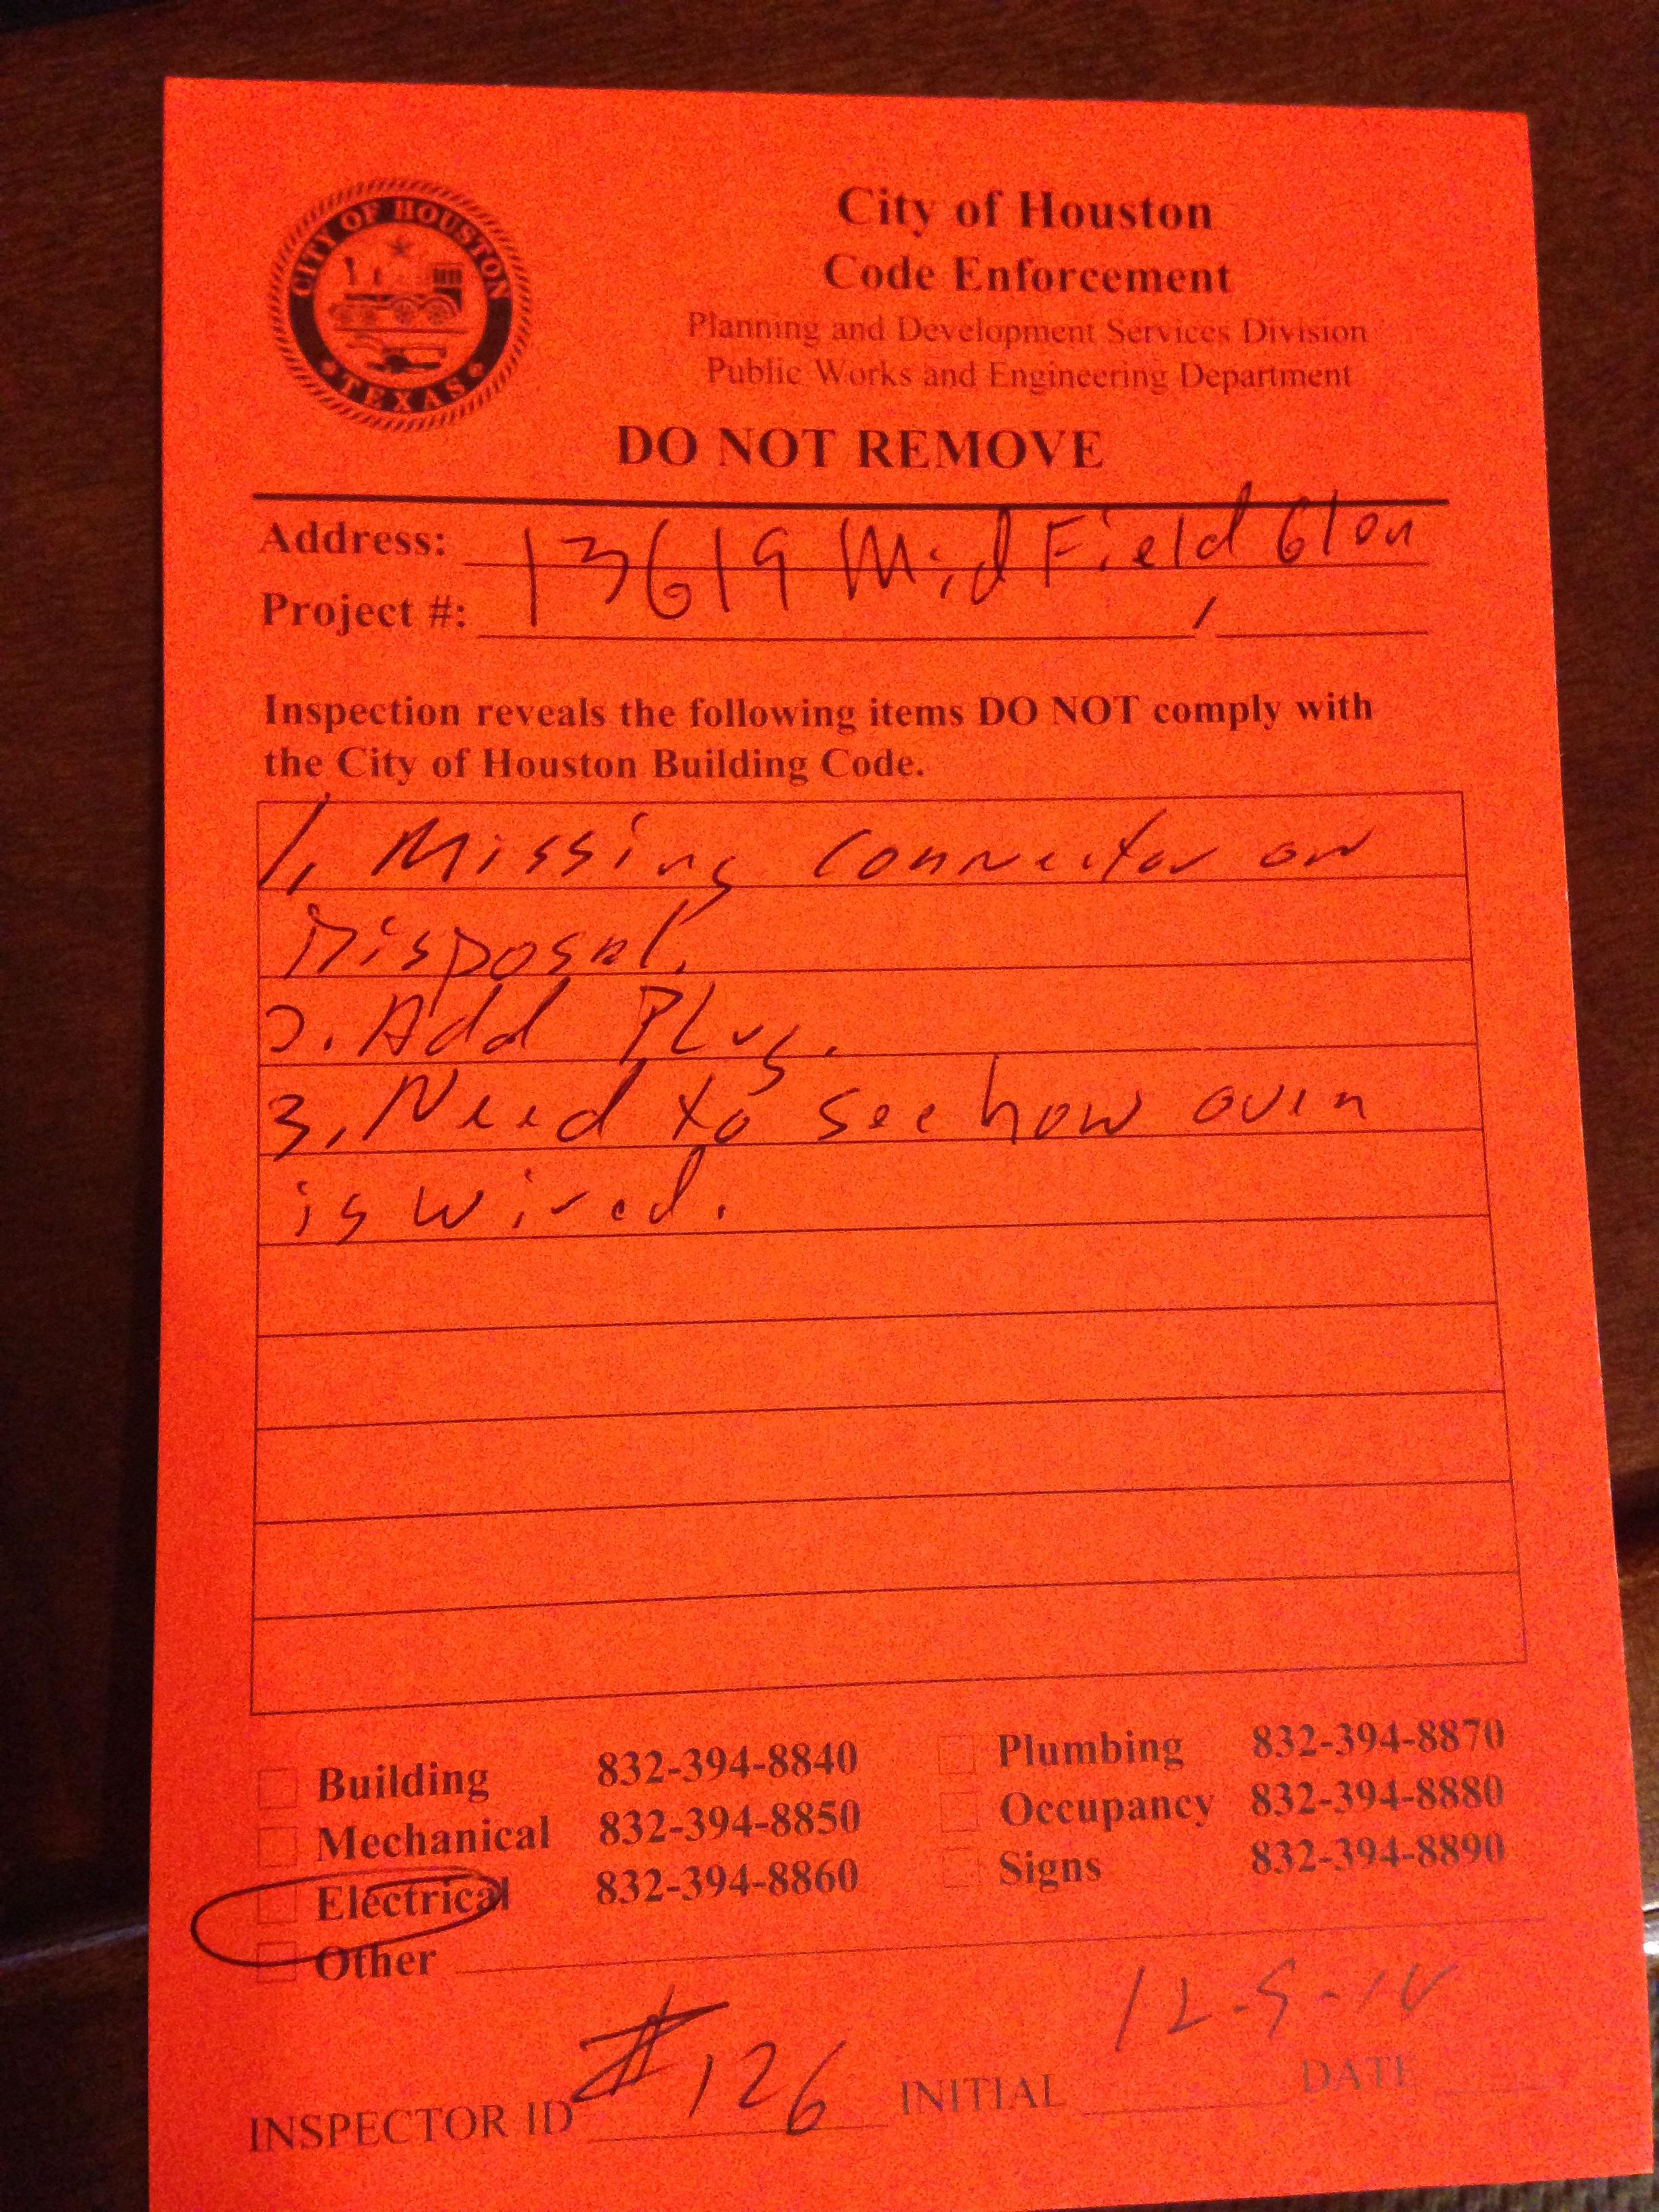 CITY OF HOUSTON
TEXAS
City of Houston
Code Enforcement
Planning and Development Services Division
Public Works and Engineering Department
DO NOT REMOVE
Address: 13619 MidField Glen
Project #:
Inspection reveals the following items DO NOT comply with
the City of Houston Building Code.
1. Missing Connector on
Disposal.
2. Add Plug.
3. Need to see how oven
is wired.
Building 832-394-8840 Plumbing 832-394-8870
Mechanical 832-394-8850 Occupancy 832-394-8880
Electrical 832-394-8860 Signs 832-394-8890
Other
INSPECTOR ID #126 INITIAL DATE